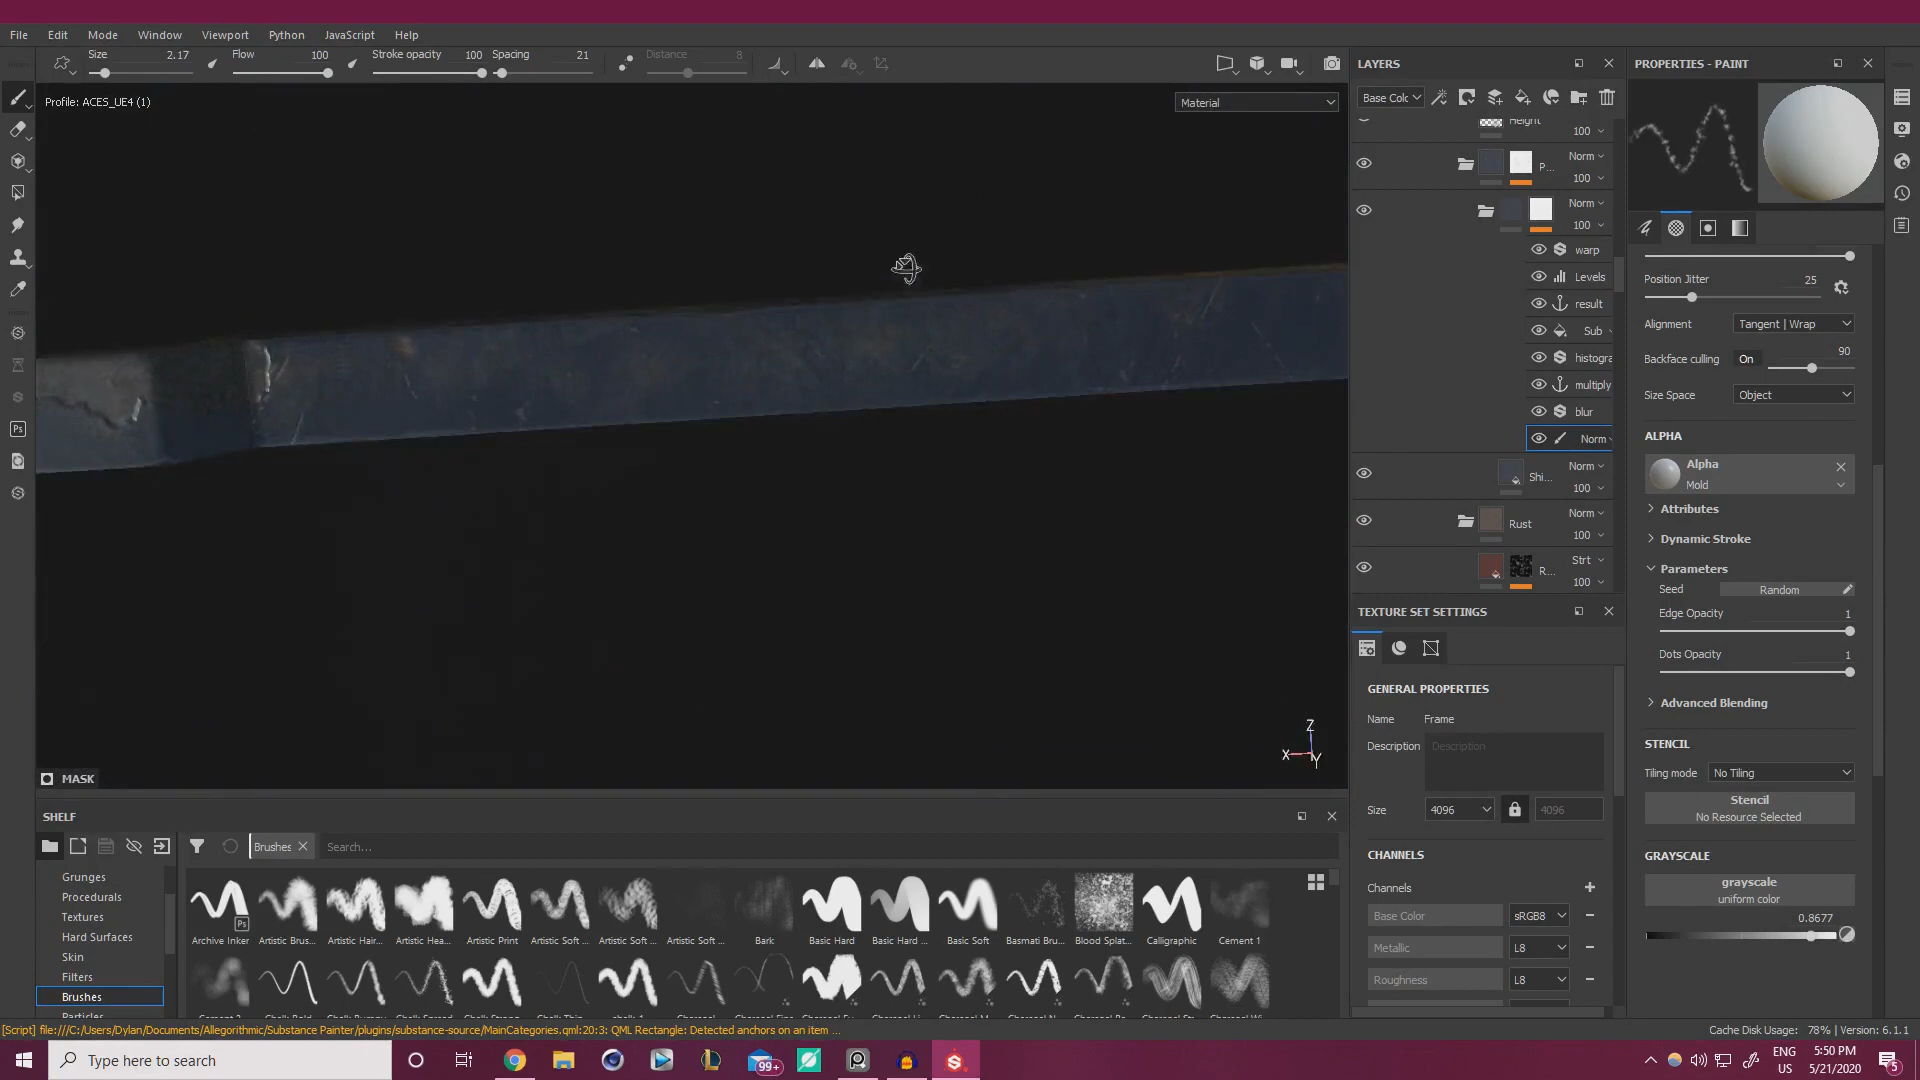 File Edit Mode Window Viewport Python JavaScript Help
Size 2.17 Flow 100 Stroke opacity 100 Spacing 21 Distance 8
Profile: ACES_UE4 (1)
Material
MASK
Z
X
Y
LAYERS
Base Colc
Height
100
Norm
P...
100
Norm
100
warp
Levels
result
Sub
histogra
multiply
blur
Norm
Norm
Shi...
100
Norm
Rust
100
Strt
R...
100
TEXTURE SET SETTINGS
GENERAL PROPERTIES
Name Frame
Description Description
Size 4096 4096
CHANNELS
Channels
Base Color sRGB8
Metallic L8
Roughness L8
PROPERTIES - PAINT
Position Jitter 25
Alignment Tangent | Wrap
Backface culling On 90
Size Space Object
ALPHA
Alpha
Mold
Attributes
Dynamic Stroke
Parameters
Seed Random
Edge Opacity 1
Dots Opacity 1
Advanced Blending
STENCIL
Tiling mode No Tiling
Stencil
No Resource Selected
GRAYSCALE
grayscale
uniform color
0.8677
SHELF
Brushes Search...
Grunges
Procedurals
Textures
Hard Surfaces
Skin
Filters
Brushes
Particles
Ps
Archive Inker Artistic Brus... Artistic Hair... Artistic Hea... Artistic Print Artistic Soft ... Artistic Soft ... Artistic Soft ... Bark Basic Hard Basic Hard ... Basic Soft Basmati Bru... Blood Splat... Calligraphic Cement 1
[Script] file:///C:/Users/Dylan/Documents/Allegorithmic/Substance Painter/plugins/substance-source/MainCategories.qml:20:3: QML Rectangle: Detected anchors on an item ...
Cache Disk Usage: 78% | Version: 6.1.1
Type here to search
99+
ENG
US
5:50 PM
5/21/2020
5